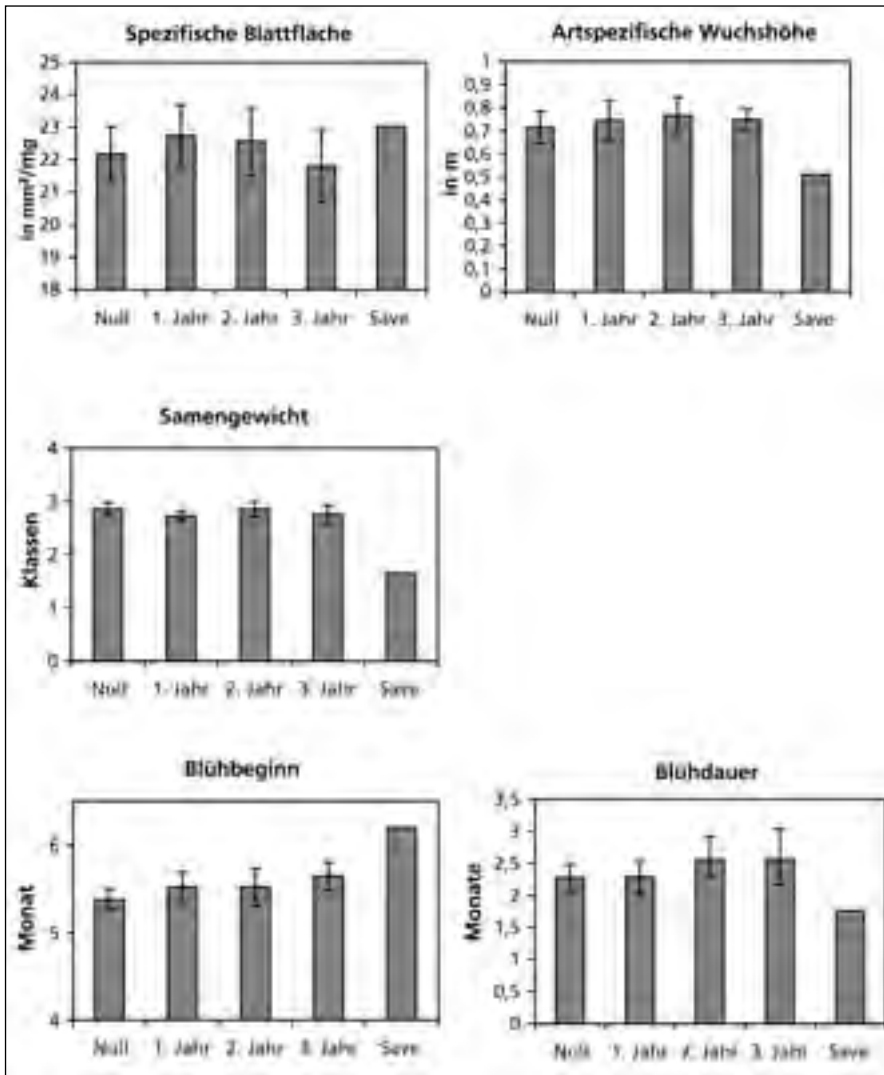 Spezifische Blattfläche
in mm²/mg
25
24
23
22
21
20
19
18
Null 1. Jahr 2. Jahr 3. Jahr Save
Artspezifische Wuchshöhe
in m
1
0,9
0,8
0,7
0,6
0,5
0,4
0,3
0,2
0,1
0
Null 1. Jahr 2. Jahr 3. Jahr Save
Samengewicht
Klassen
4
3
2
1
0
Null 1. Jahr 2. Jahr 3. Jahr Save
Blühbeginn
Monat
6
5
4
Null 1. Jahr 2. Jahr 3. Jahr Save
Blühdauer
Monate
3,5
3
2,5
2
1,5
1
0,5
0
Null 1. Jahr 2. Jahr 3. Jahr Save